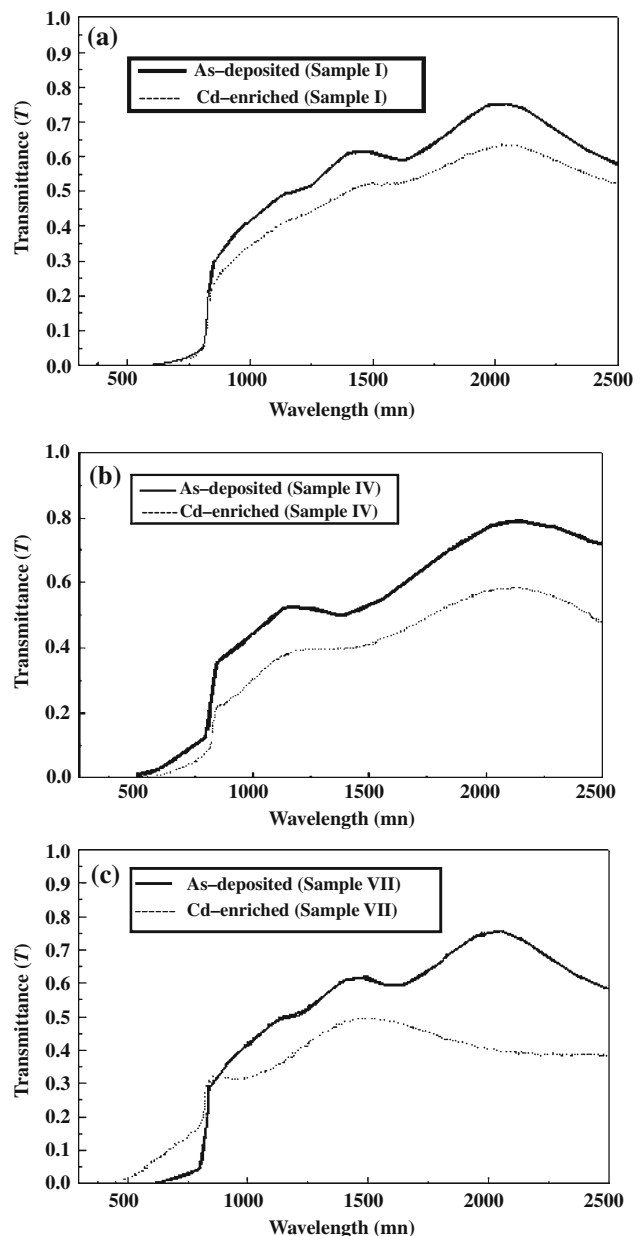 (a)
As–deposited (Sample I)
Cd–enriched (Sample I)
1.0
0.9
0.8
0.7
0.6
0.5
0.4
0.3
0.2
0.1
0.0
Transmittance (T)
500 1000 1500 2000 2500
Wavelength (mn)
(b)
As–deposited (Sample IV)
Cd–enriched (Sample IV)
1.0
0.8
0.6
0.4
0.2
0.0
Transmittance (T)
500 1000 1500 2000 2500
Wavelength (mn)
(c)
As–deposited (Sample VII)
Cd–enriched (Sample VII)
1.0
0.9
0.8
0.7
0.6
0.5
0.4
0.3
0.2
0.1
0.0
Transmittance (T)
500 1000 1500 2000 2500
Wavelength (mn)